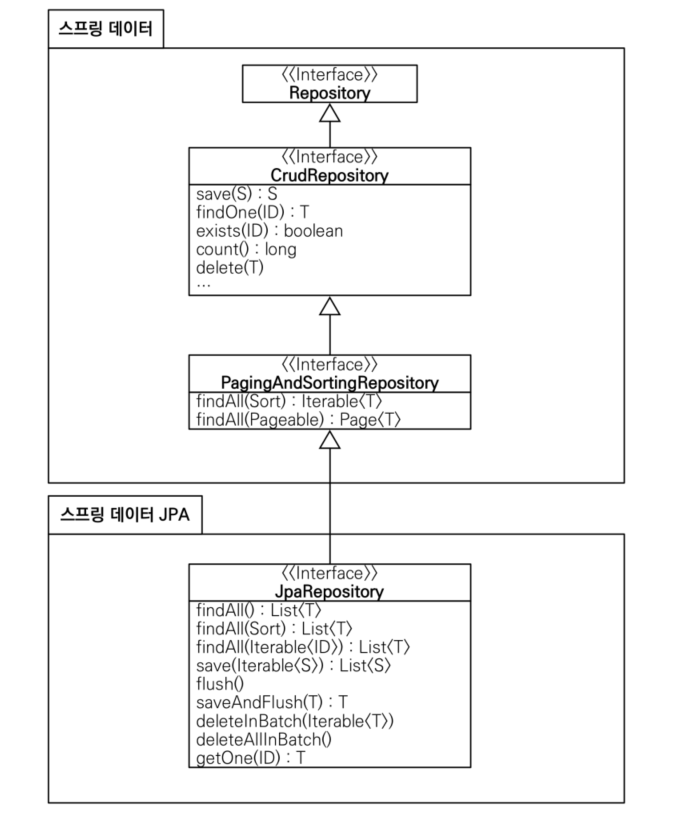 스프링 데이터
〈〈Interface〉〉
Repository
〈〈Interface〉〉
CrudRepository
save(S) : S
findOne(ID) : T
exists(ID) : boolean
count() : long
delete(T)
...
〈〈Interface〉〉
PagingAndSortingRepository
findAll(Sort) : Iterable〈T〉
findAll(Pageable) : Page〈T〉
스프링 데이터 JPA
〈〈Interface〉〉
JpaRepository
findAll() : List〈T〉
findAll(Sort) : List〈T〉
findAll(Iterable〈ID〉) : List〈T〉
save(Iterable〈S〉) : List〈S〉
flush()
saveAndFlush(T) : T
deleteInBatch(Iterable〈T〉)
deleteAllInBatch()
getOne(ID) : T